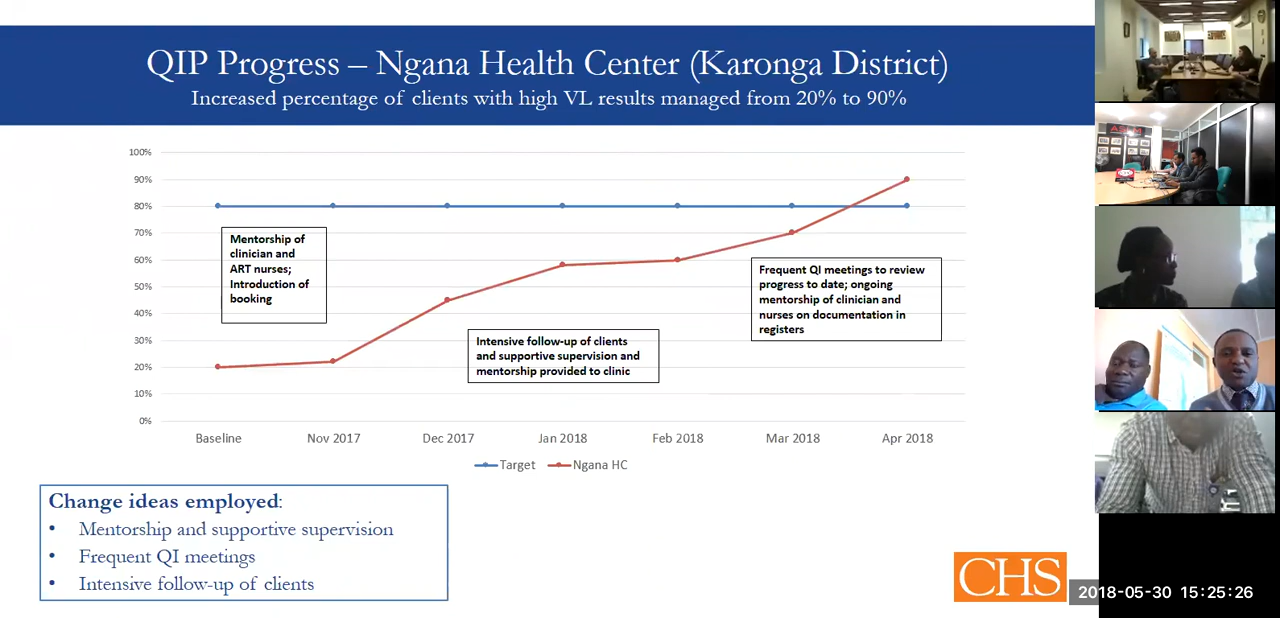 QIP Progress – Ngana Health Center (Karonga District)
Increased percentage of clients with high VL results managed from 20% to 90%
100%
90%
80%
70%
60%
50%
40%
30%
20%
10%
0%
Mentorship of
clinician and
ART nurses;
Introduction of
booking
Intensive follow-up of clients
and supportive supervision and
mentorship provided to clinic
Frequent QI meetings to review
progress to date; ongoing
mentorship of clinician and
nurses on documentation in
registers
Baseline Nov 2017 Dec 2017 Jan 2018 Feb 2018 Mar 2018 Apr 2018
Target Ngana HC
Change ideas employed:
• Mentorship and supportive supervision
• Frequent QI meetings
• Intensive follow-up of clients
CHS
2018-05-30 15:25:26